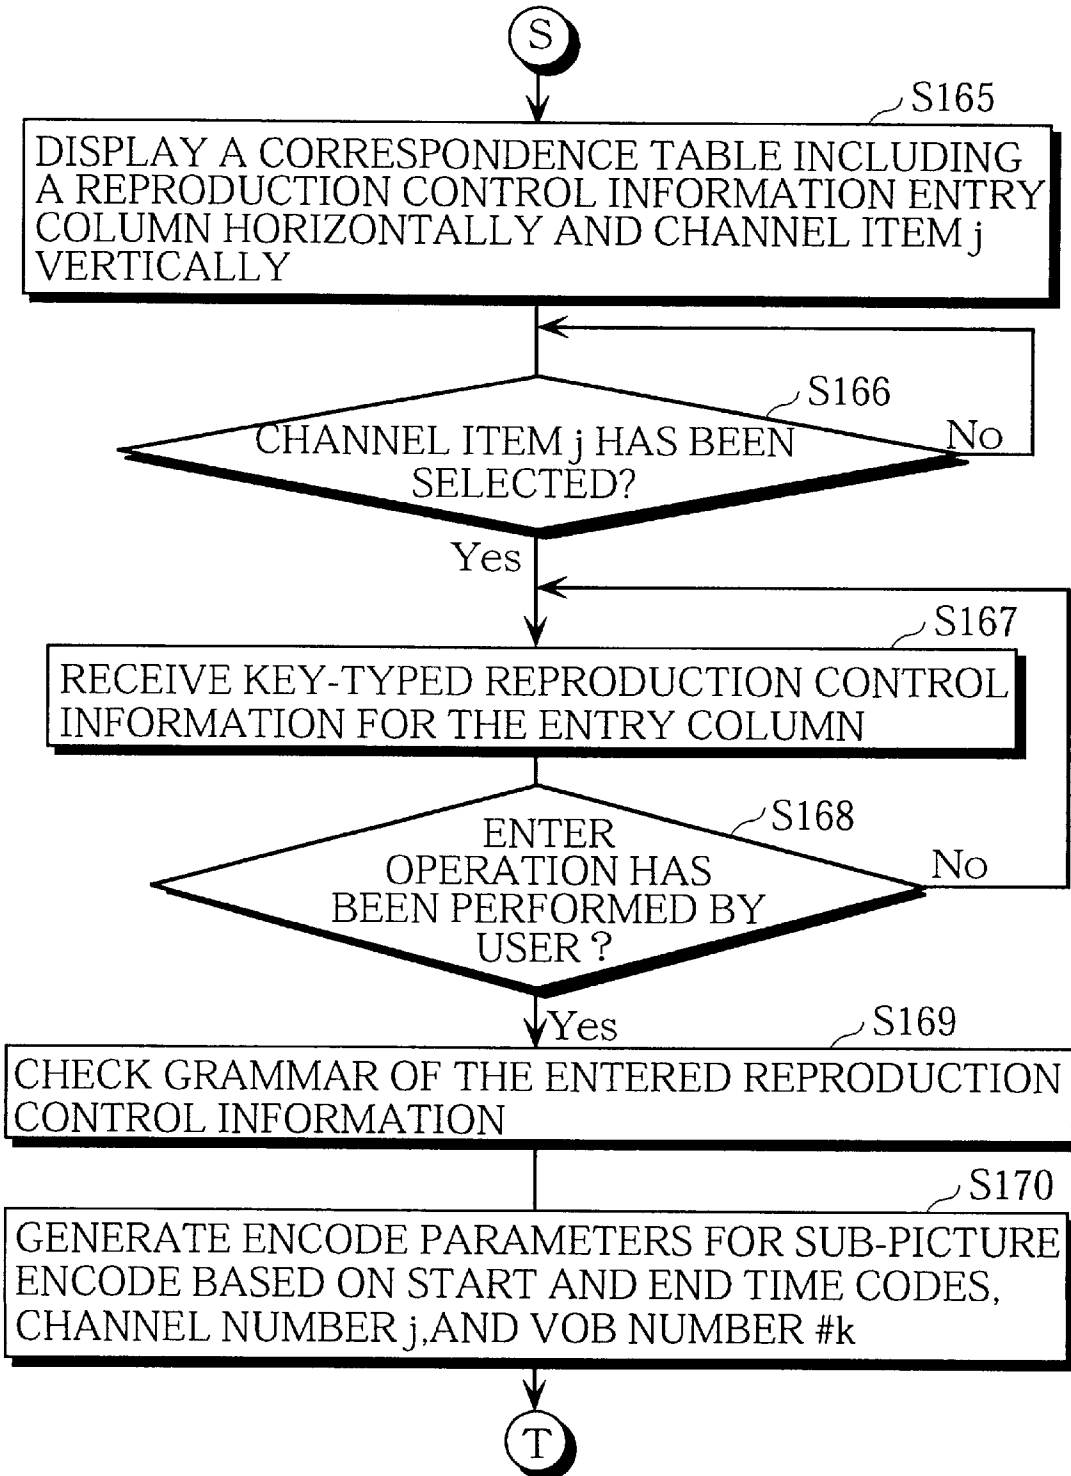 S
S165
DISPLAY A CORRESPONDENCE TABLE INCLUDING
A REPRODUCTION CONTROL INFORMATION ENTRY
COLUMN HORIZONTALLY AND CHANNEL ITEM j
VERTICALLY
S166
CHANNEL ITEM j HAS BEEN
SELECTED?
No
Yes
S167
RECEIVE KEY-TYPED REPRODUCTION CONTROL
INFORMATION FOR THE ENTRY COLUMN
S168
ENTER
OPERATION HAS
BEEN PERFORMED BY
USER ?
No
Yes
S169
CHECK GRAMMAR OF THE ENTERED REPRODUCTION
CONTROL INFORMATION
S170
GENERATE ENCODE PARAMETERS FOR SUB-PICTURE
ENCODE BASED ON START AND END TIME CODES,
CHANNEL NUMBER j,AND VOB NUMBER #k
T